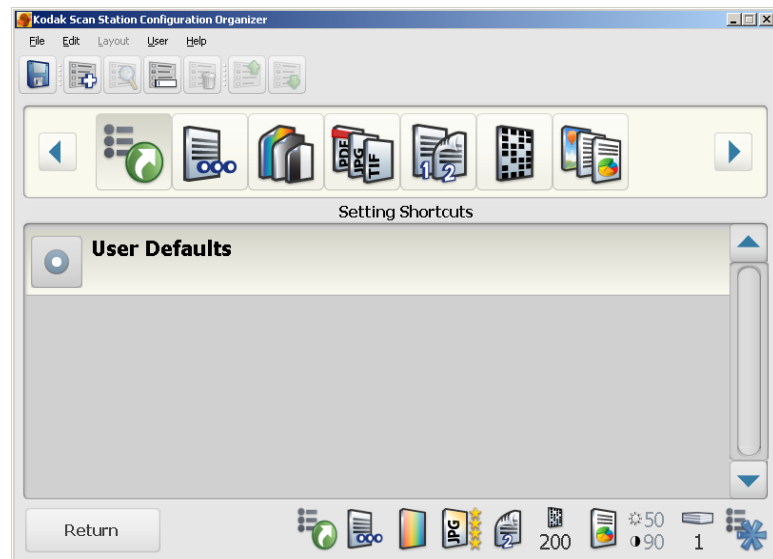 Kodak Scan Station Configuration Organizer
File Edit Layout User Help
PDF JPG TIF 1 2
Setting Shortcuts
User Defaults
Return
JPG 2 200 50 90 1